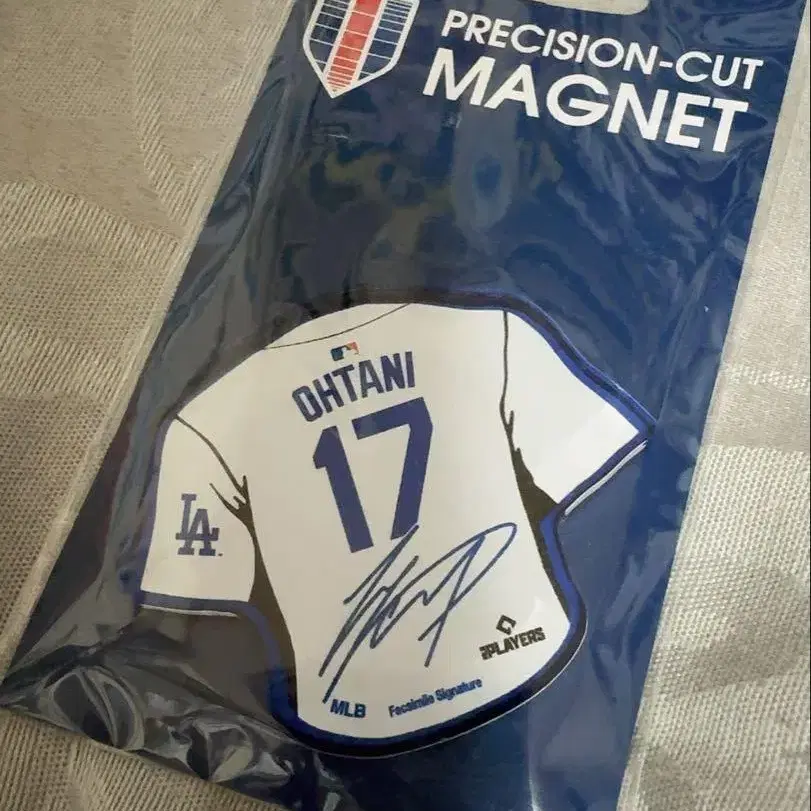 PRECISION-CUT
MAGNET
OHTANI
17
LA
PLAYERS
MLB
Facsimile Signature